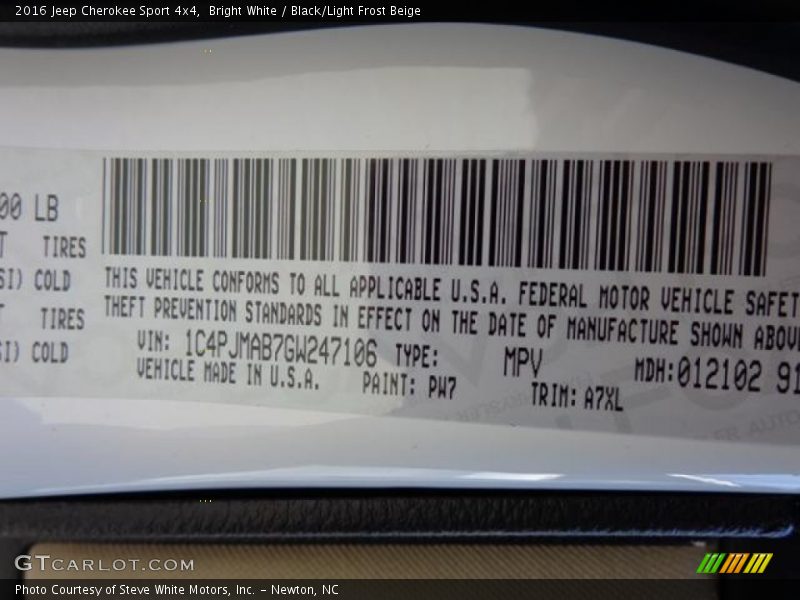 2016 Jeep Cherokee Sport 4x4,  Bright White / Black/Light Frost Beige
00 LB
TIRES
SI) COLD
TIRES
SI) COLD
THIS VEHICLE CONFORMS TO ALL APPLICABLE U.S.A. FEDERAL MOTOR VEHICLE SAFET
THEFT PREVENTION STANDARDS IN EFFECT ON THE DATE OF MANUFACTURE SHOWN ABOV
VIN: 1C4PJMAB7GW247106 TYPE: MPV MDH:012102 91
VEHICLE MADE IN U.S.A. PAINT: PW7 TRIM: A7XL
GTCARLOT.COM
Photo Courtesy of Steve White Motors, Inc. – Newton, NC